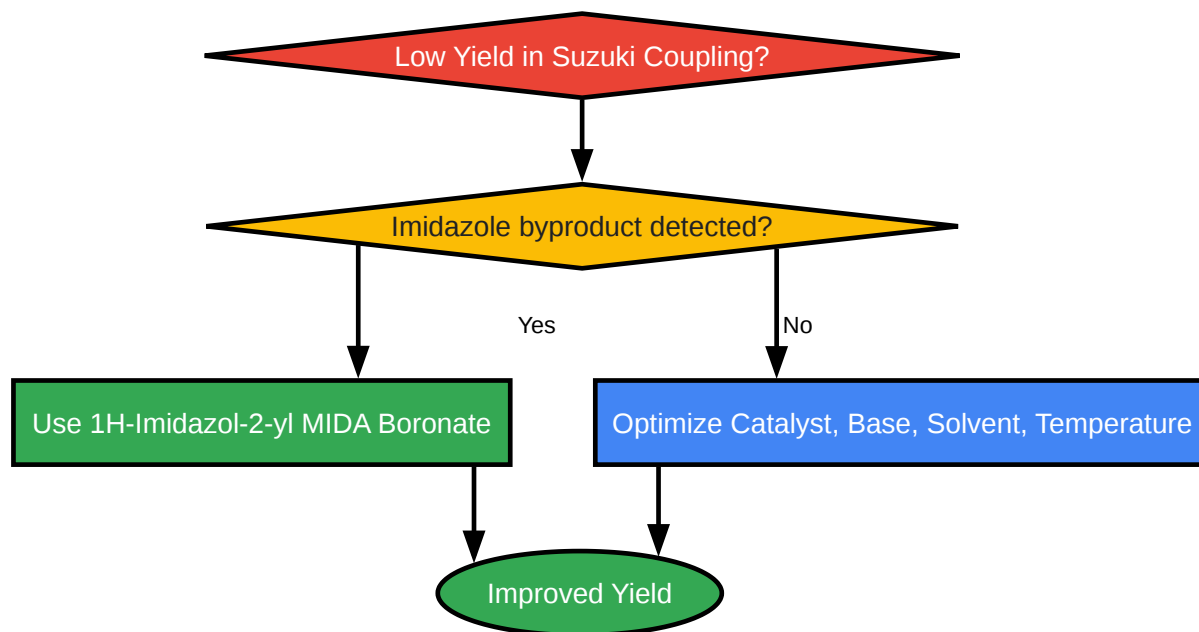 Low Yield in Suzuki Coupling?
Imidazole byproduct detected?
Yes
No
Use 1H-Imidazol-2-yl MIDA Boronate
Optimize Catalyst, Base, Solvent, Temperature
Improved Yield